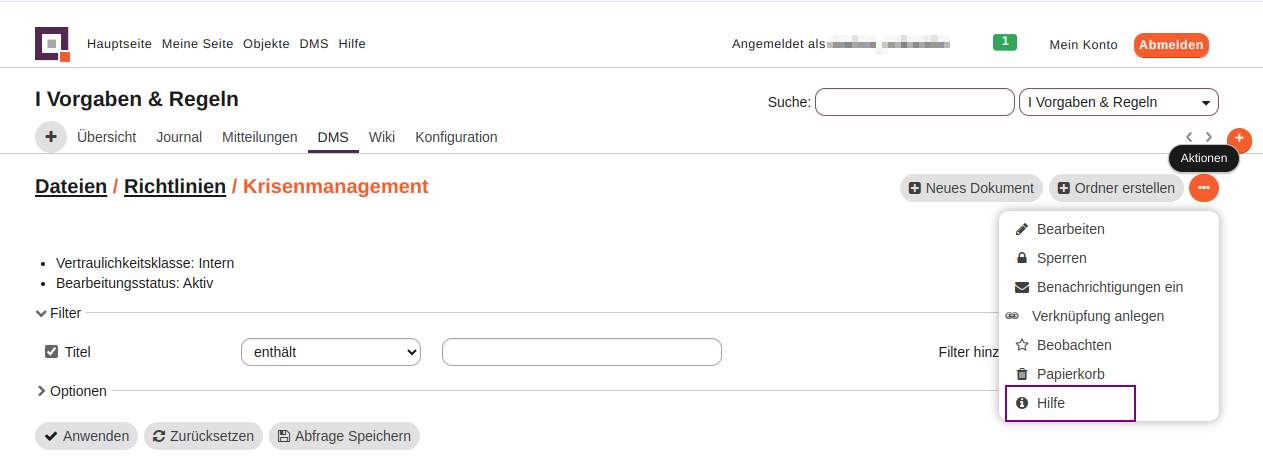 Hauptseite Meine Seite Objekte DMS Hilfe Angemeldet als 1 Mein Konto Abmelden
I Vorgaben & Regeln Suche: I Vorgaben & Regeln
+ Übersicht Journal Mitteilungen DMS Wiki Konfiguration +
Aktionen
Dateien / Richtlinien / Krisenmanagement Neues Dokument Ordner erstellen
Bearbeiten
Sperren
Vertraulichkeitsklasse: Intern
Bearbeitungsstatus: Aktiv Benachrichtigungen ein
Filter Verknüpfung anlegen
Titel enthält Filter hinz Beobachten
Papierkorb
Optionen Hilfe
Anwenden Zurücksetzen Abfrage Speichern